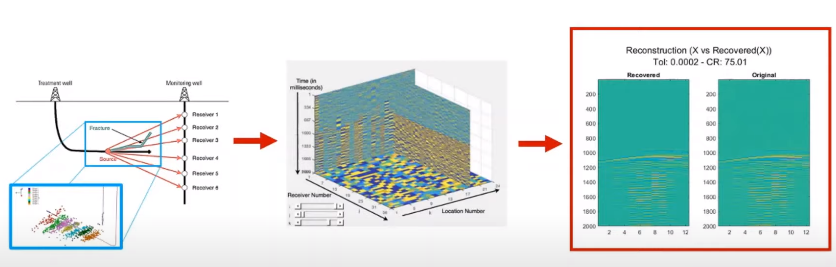 Treatment well
Monitoring well
Receiver 1
Receiver 2
Receiver 3
Receiver 4
Receiver 5
Receiver 6
Fracture
Source
Time (in
milliseconds)
Receiver Number
Location Number
Reconstruction (X vs Recovered(X))
Tol: 0.0002 - CR: 75.01
Recovered
Original
200
400
600
800
1000
1200
1400
1600
1800
2000
2 4 6 8 10 12
200
400
600
800
1000
1200
1400
1600
1800
2000
2 4 6 8 10 12